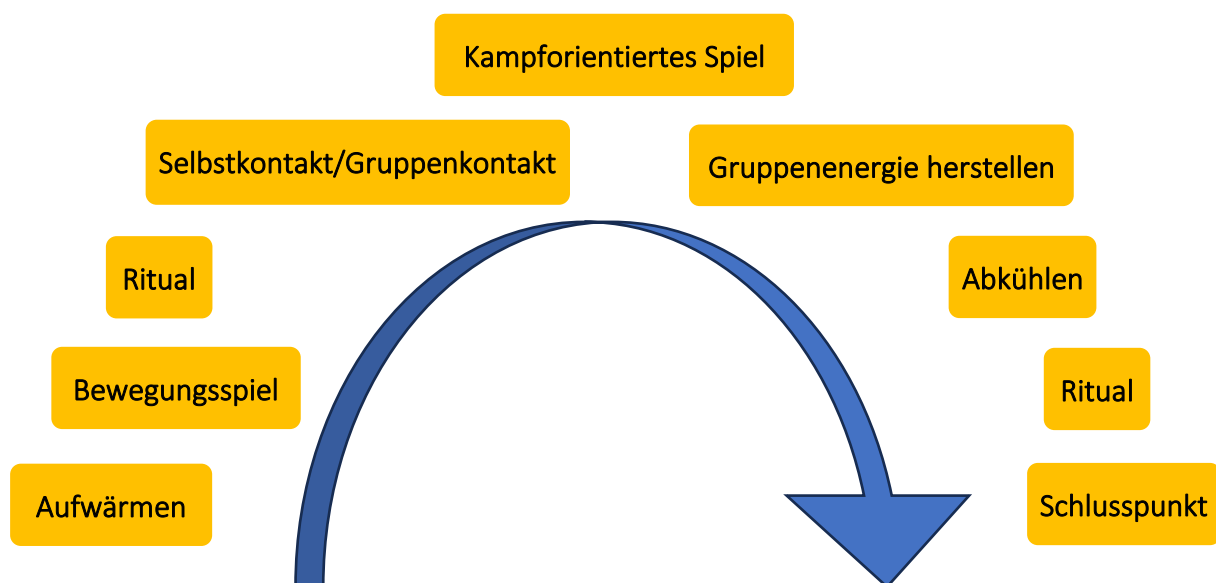 Kampforientiertes Spiel
Selbstkontakt/Gruppenkontakt
Gruppenenergie herstellen
Ritual
Abkühlen
Bewegungsspiel
Ritual
Aufwärmen
Schlusspunkt